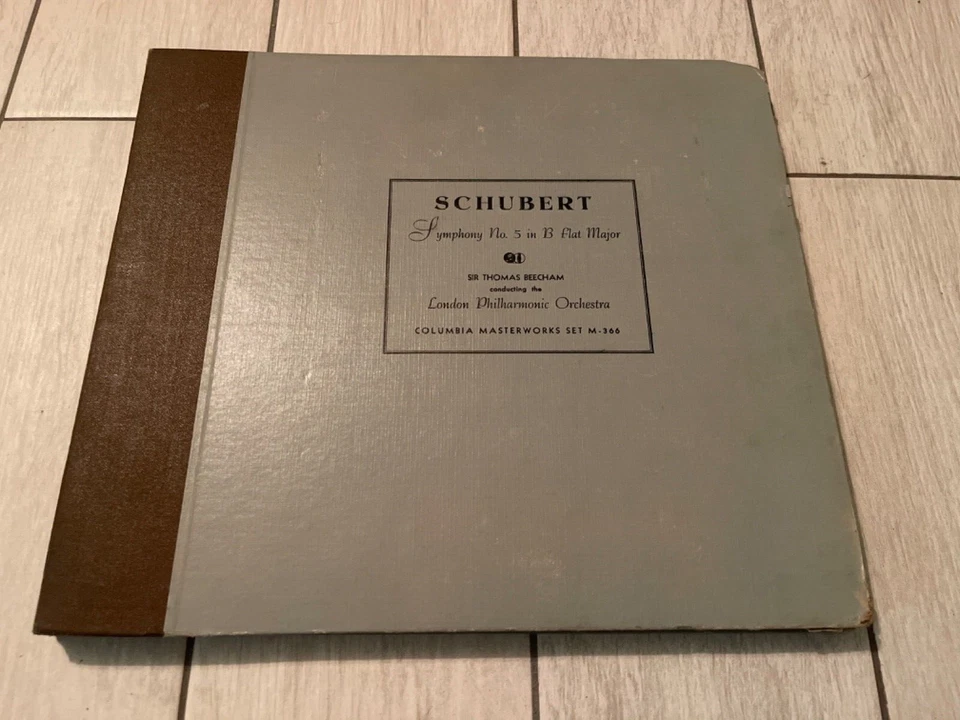 SCHUBERT
Symphony No. 5 in B flat Major
SIR THOMAS BEECHAM
conducting the
London Philharmonic Orchestra
COLUMBIA MASTERWORKS SET M-366